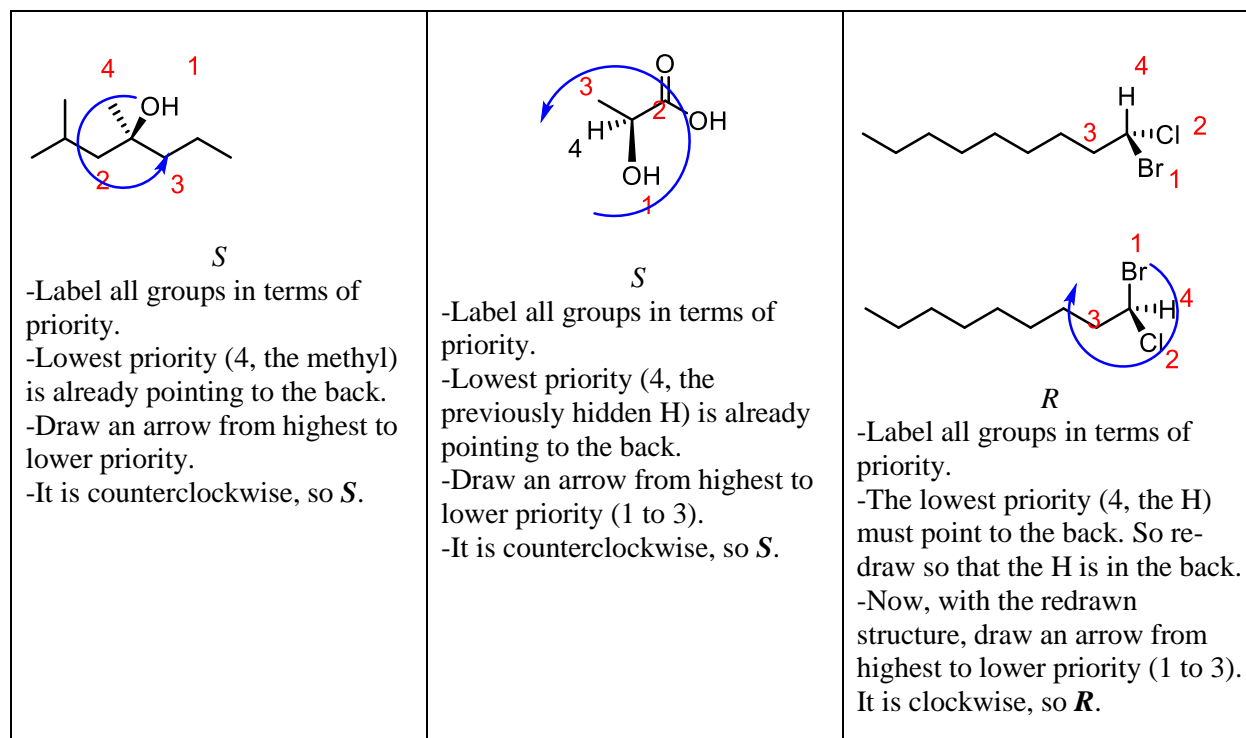 4
1
OH
2
3
S
-Label all groups in terms of
priority.
-Lowest priority (4, the methyl)
is already pointing to the back.
-Draw an arrow from highest to
lower priority.
-It is counterclockwise, so S.
O
3
2
H
OH
4
OH
1
S
-Label all groups in terms of
priority.
-Lowest priority (4, the
previously hidden H) is already
pointing to the back.
-Draw an arrow from highest to
lower priority (1 to 3).
-It is counterclockwise, so S.
4
H
3
Cl
2
Br
1
1
Br
3
H
4
Cl
2
R
-Label all groups in terms of
priority.
-The lowest priority (4, the H)
must point to the back. So re-
draw so that the H is in the back.
-Now, with the redrawn
structure, draw an arrow from
highest to lower priority (1 to 3).
It is clockwise, so R.